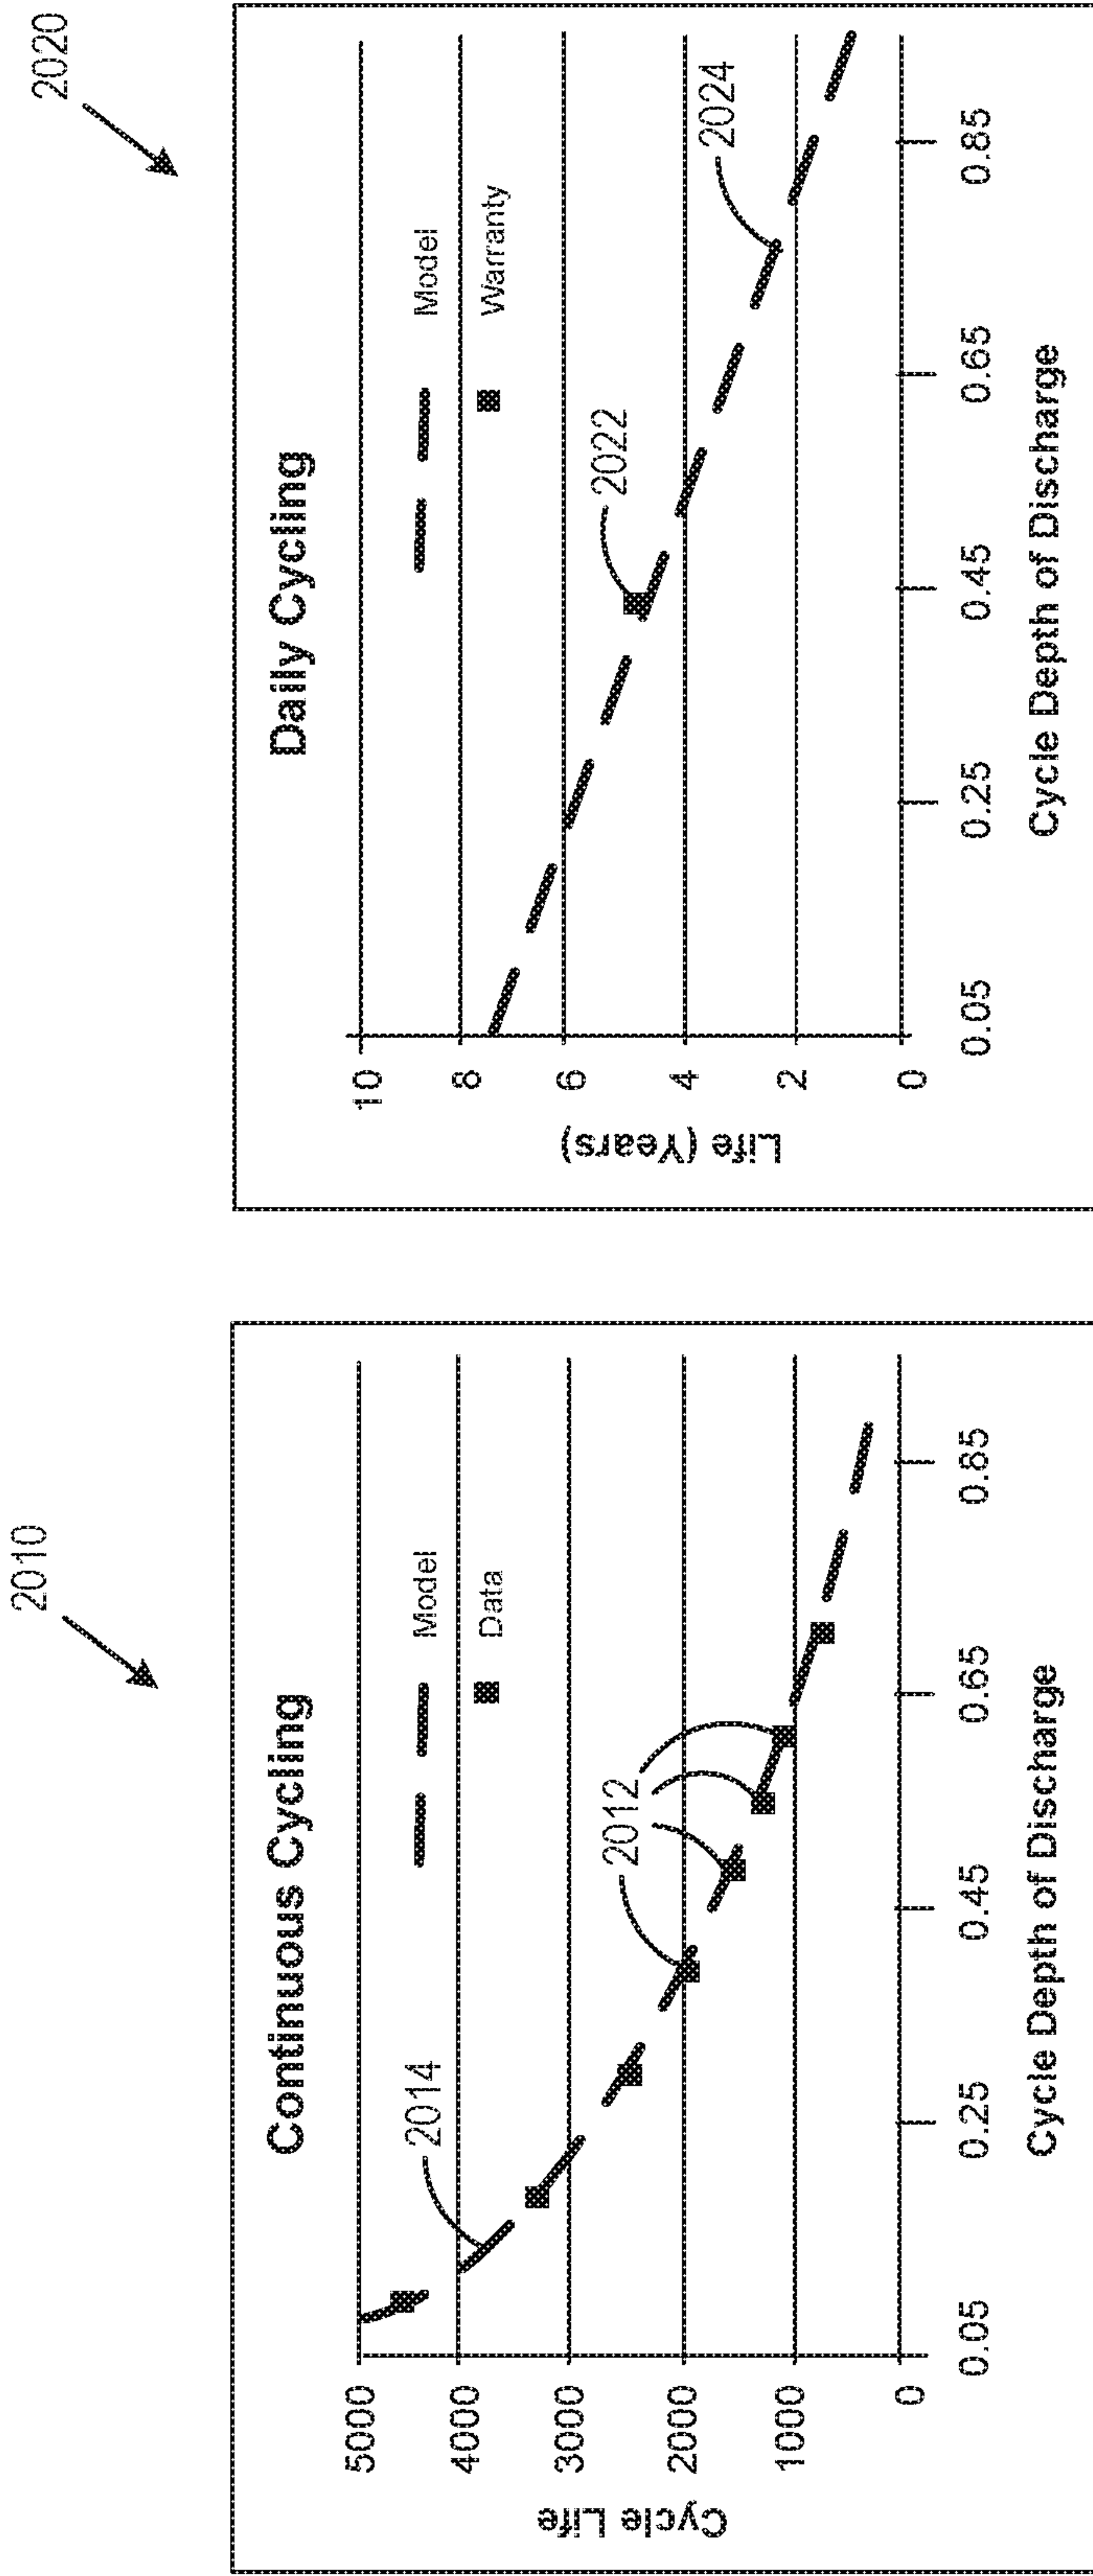 2010
Continuous Cycling
Model
Data
2014
2012
5000
4000
3000
2000
1000
0
Cycle Life
0.05
0.25
0.45
0.65
0.85
Cycle Depth of Discharge
2020
Daily Cycling
Model
Warranty
2022
2024
10
8
6
4
2
0
Life (Years)
0.05
0.25
0.45
0.65
0.85
Cycle Depth of Discharge